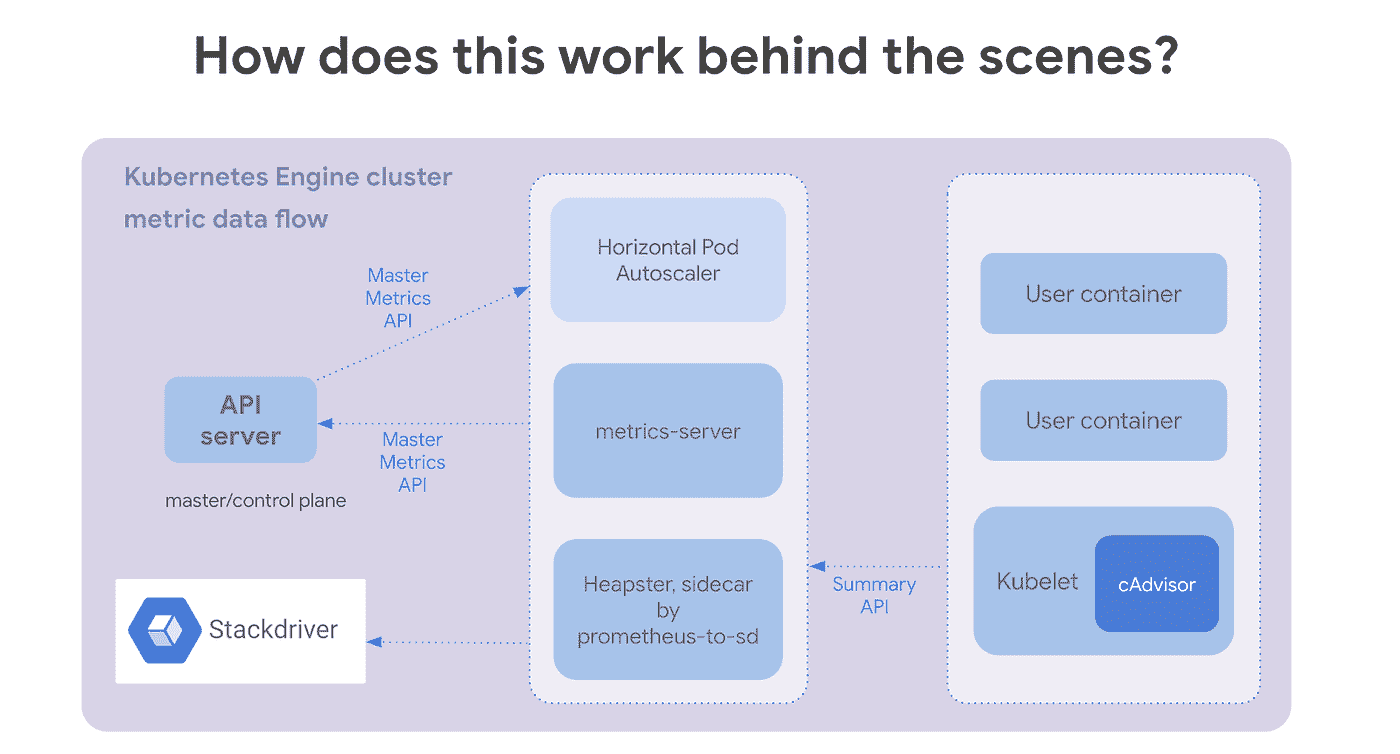 How does this work behind the scenes?
Kubernetes Engine cluster
metric data flow
Master
Metrics
API
API
server
Master
Metrics
API
master/control plane
Stackdriver
Horizontal Pod
Autoscaler
metrics-server
Heapster, sidecar
by
prometheus-to-sd
Summary
API
User container
User container
Kubelet
cAdvisor